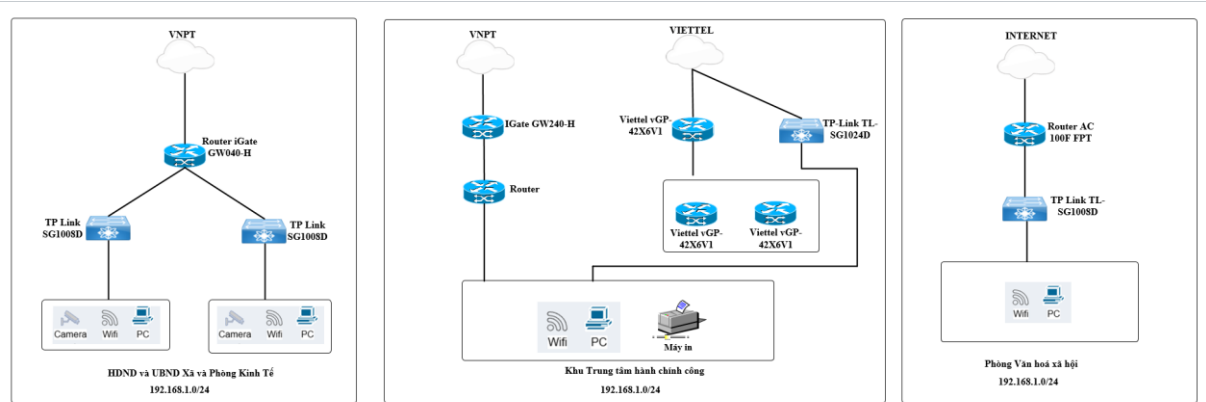 VNPT
Router iGate
GW040-H
TP Link
SG1008D
TP Link
SG1008D
Camera
Wifi
PC
Camera
Wifi
PC
HDND và UBND Xã và Phòng Kinh Tế
192.168.1.0/24
VNPT
IGate GW240-H
Router
VIETTEL
Viettel vGP-
42X6V1
TP-Link TL-
SG1024D
Viettel vGP-
42X6V1
Viettel vGP-
42X6V1
Wifi
PC
Máy in
Khu Trung tâm hành chính công
192.168.1.0/24
INTERNET
Router AC
100F FPT
TP Link TL-
SG1008D
Wifi
PC
Phòng Văn hoá xã hội
192.168.1.0/24